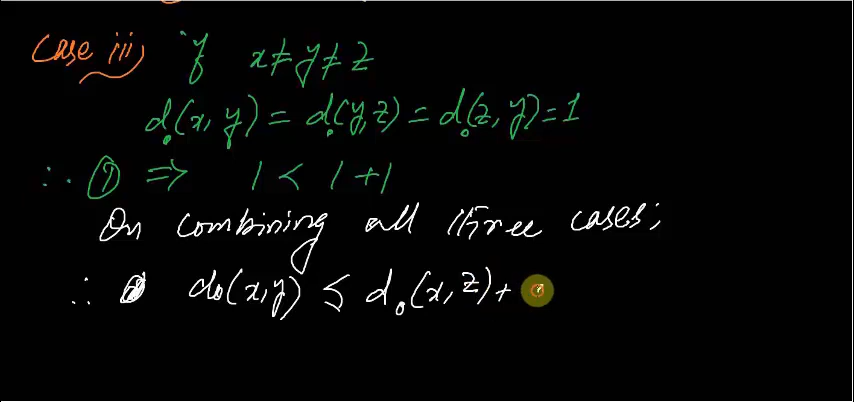 Case iii) if x ≠ y ≠ z
d₀(x, y) = d₀(y, z) = d₀(z, y) = 1
∴ ① ⇒ 1 < 1 + 1
On combining all three cases;
∴ d₀(x, y) ≤ d₀(x, z) +